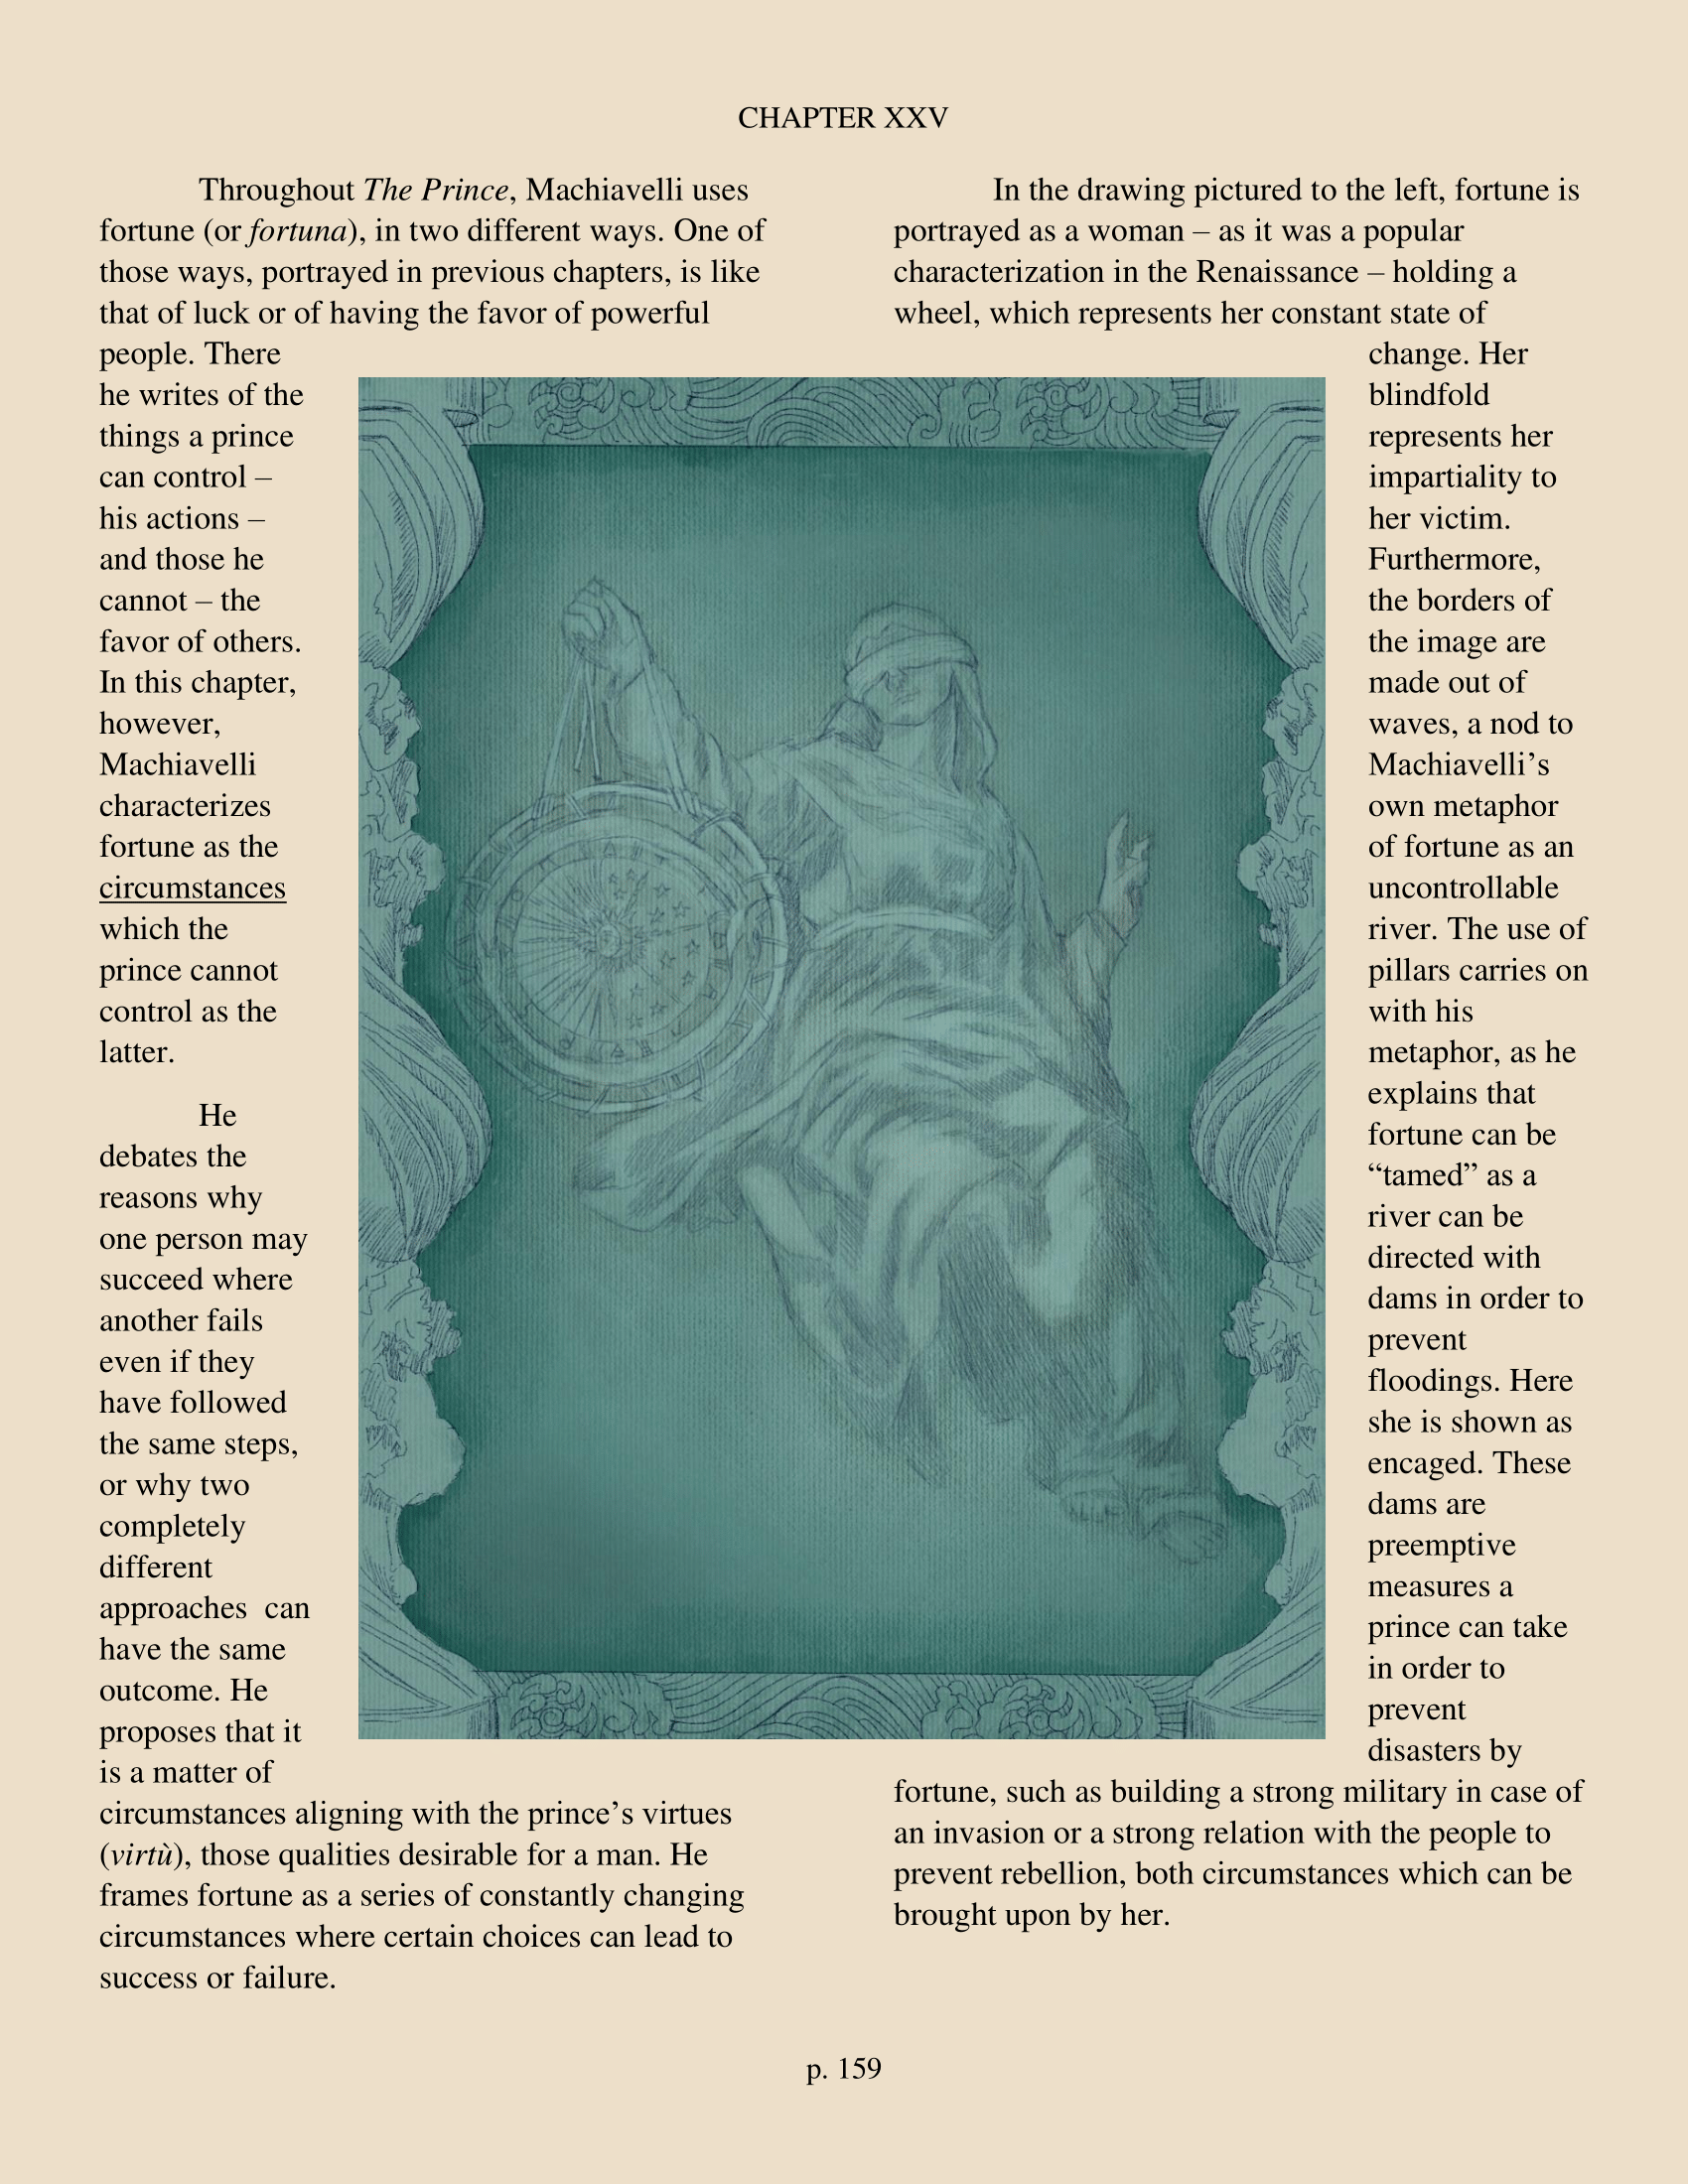 CHAPTER XXV
Throughout The Prince, Machiavelli uses
fortune (or fortuna), in two different ways. One of
those ways, portrayed in previous chapters, is like
that of luck or of having the favor of powerful
people. There
he writes of the
things a prince
can control –
his actions –
and those he
cannot – the
favor of others.
In this chapter,
however,
Machiavelli
characterizes
fortune as the
circumstances
which the
prince cannot
control as the
latter.
He
debates the
reasons why
one person may
succeed where
another fails
even if they
have followed
the same steps,
or why two
completely
different
approaches  can
have the same
outcome. He
proposes that it
is a matter of
circumstances aligning with the prince’s virtues
(virtù), those qualities desirable for a man. He
frames fortune as a series of constantly changing
circumstances where certain choices can lead to
success or failure.
In the drawing pictured to the left, fortune is
portrayed as a woman – as it was a popular
characterization in the Renaissance – holding a
wheel, which represents her constant state of
change. Her
blindfold
represents her
impartiality to
her victim.
Furthermore,
the borders of
the image are
made out of
waves, a nod to
Machiavelli’s
own metaphor
of fortune as an
uncontrollable
river. The use of
pillars carries on
with his
metaphor, as he
explains that
fortune can be
“tamed” as a
river can be
directed with
dams in order to
prevent
floodings. Here
she is shown as
encaged. These
dams are
preemptive
measures a
prince can take
in order to
prevent
disasters by
fortune, such as building a strong military in case of
an invasion or a strong relation with the people to
prevent rebellion, both circumstances which can be
brought upon by her.
p. 159